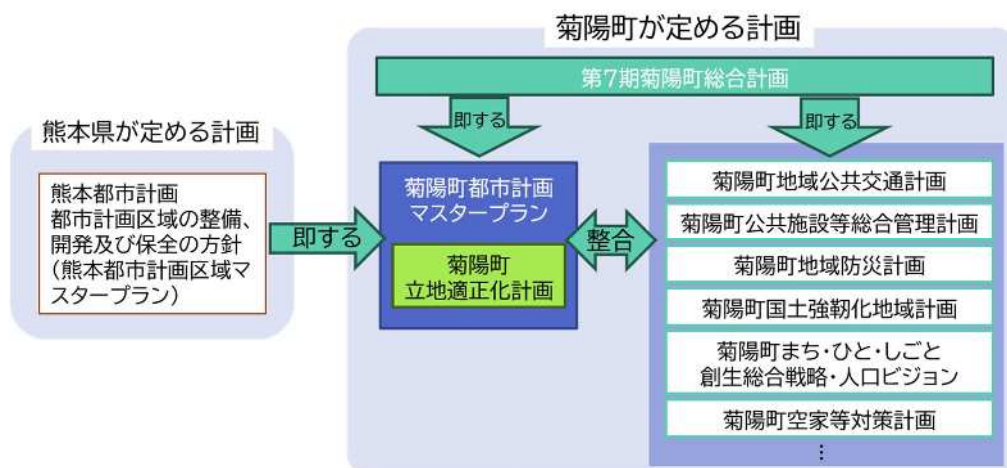 菊陽町が定める計画
第7期菊陽町総合計画
即する
即する
熊本県が定める計画
熊本都市計画
都市計画区域の整備、
開発及び保全の方針
(熊本都市計画区域マ
スタープラン)
即する
菊陽町都市計画
マスタープラン
菊陽町
立地適正化計画
整合
菊陽町地域公共交通計画
菊陽町公共施設等総合管理計画
菊陽町地域防災計画
菊陽町国土強靭化地域計画
菊陽町まち・ひと・しごと
創生総合戦略・人口ビジョン
菊陽町空家等対策計画
⋮